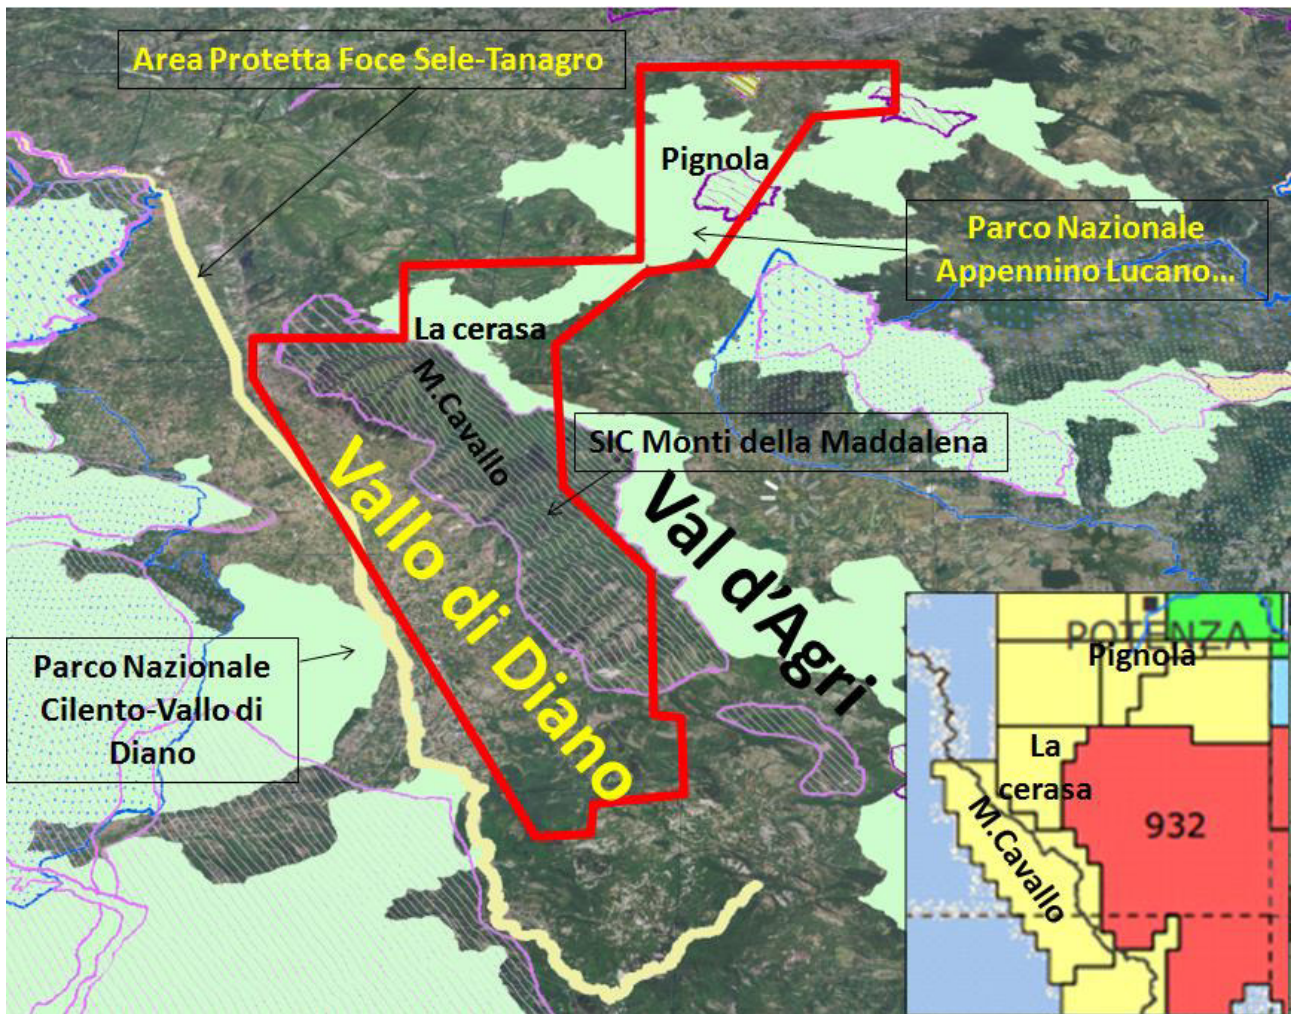 Area Protetta Foce Sele-Tanagro
Pignola
Parco Nazionale
Appennino Lucano...
La cerasa
M.Cavallo
SIC Monti della Maddalena
Vallo di Diano
Val d'Agri
Parco Nazionale
Cilento-Vallo di
Diano
POTENZA
Pignola
La
cerasa
932
M.Cavallo